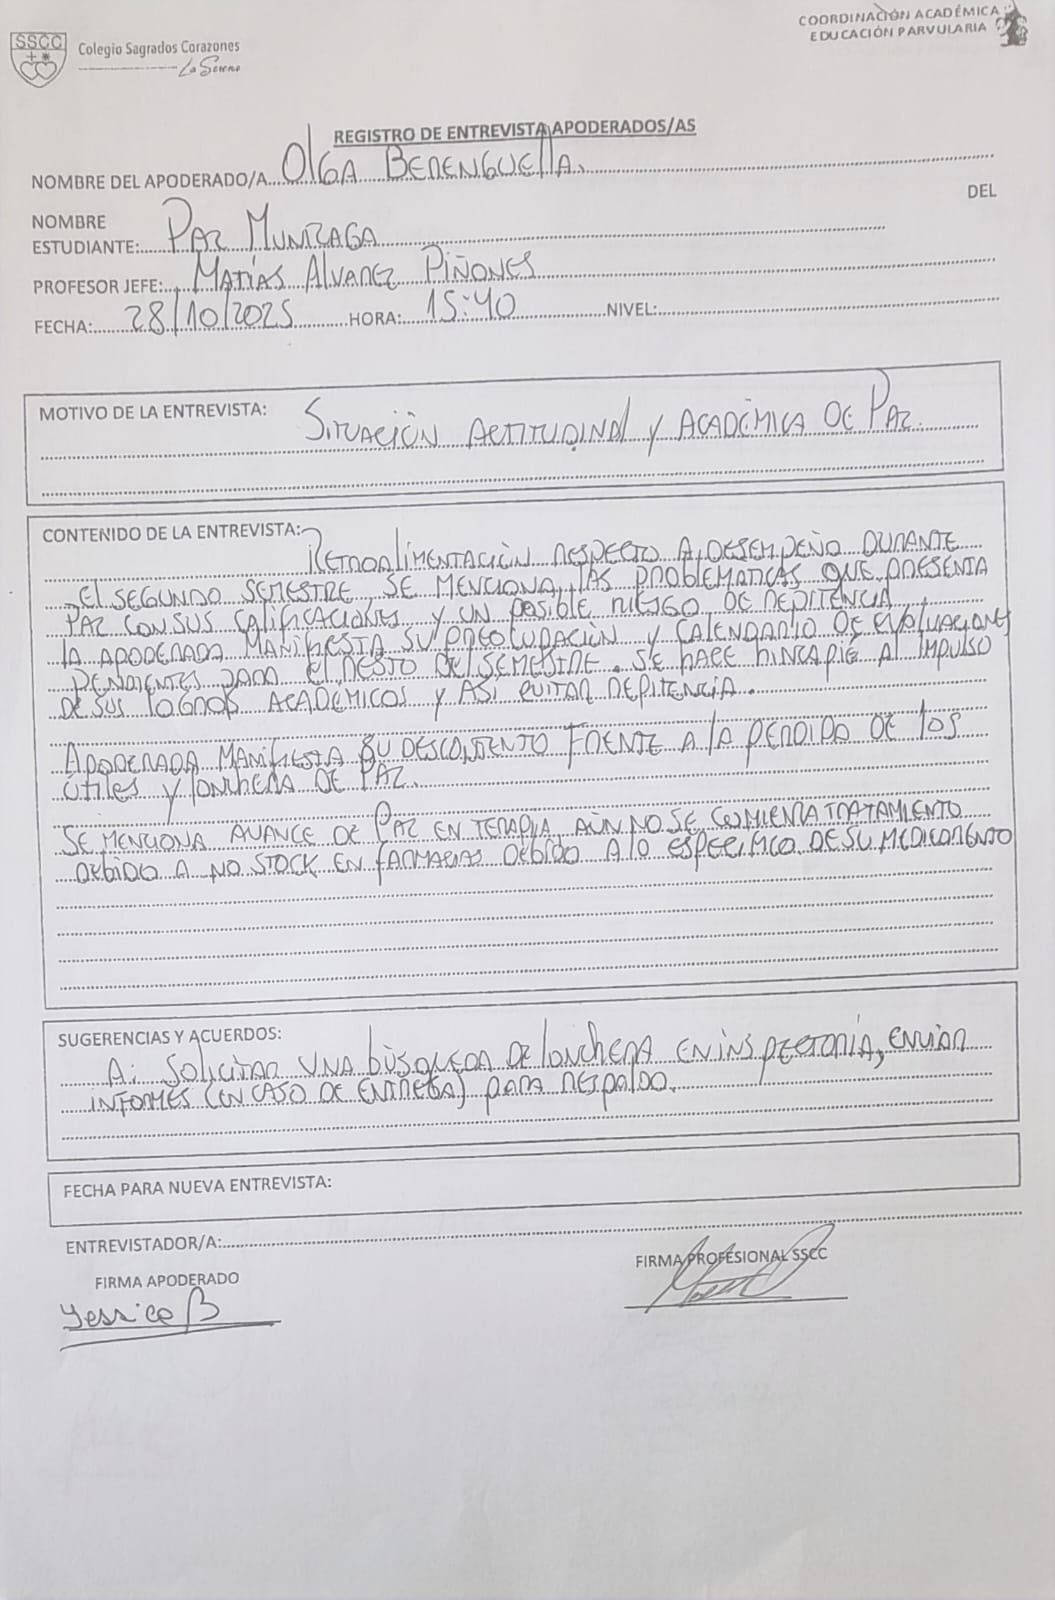 SSCC
Colegio Sagrados Corazones
La Serena
COORDINACIÓN ACADÉMICA
EDUCACIÓN PARVULARIA
REGISTRO DE ENTREVISTA APODERADOS/AS
NOMBRE DEL APODERADO/A OLGA BERENGUELLA.
DEL
NOMBRE
ESTUDIANTE: PAZ MUNIZAGA
PROFESOR JEFE: MATÍAS ALVAREZ PIÑONES
FECHA: 28/10/2025 HORA: 15:40 NIVEL:
MOTIVO DE LA ENTREVISTA: SITUACIÓN ACTITUDINAL Y ACADÉMICA DE PAZ.
CONTENIDO DE LA ENTREVISTA:
RETROALIMENTACIÓN RESPECTO A DESEMPEÑO DURANTE
EL SEGUNDO SEMESTRE, SE MENCIONA LAS PROBLEMATICAS QUE PRESENTA
PAZ CON SUS CALIFICACIONES Y UN POSIBLE RIESGO DE REPITENCIA,
LA APODERADA MANIFIESTA SU PREOCUPACIÓN Y CALENDARIO DE EVALUACIONES
PENDIENTES PARA EL RESTO DEL SEMESTRE. SE HACE HINCAPIÉ AL IMPULSO
DE SUS LOGROS ACADÉMICOS Y ASI EVITAR REPITENCIA.
APODERADA MANIFIESTA SU DESCONTENTO FRENTE A LA PERDIDA DE LOS
ÚTILES Y LONCHERA DE PAZ.
SE MENCIONA AVANCE DE PAZ EN TERAPIA, AÚN NO SE COMIENZA TRATAMIENTO
DEBIDO A NO STOCK EN FARMACIAS DEBIDO A LO ESPECIFICO DE SU MEDICAMENTO
SUGERENCIAS Y ACUERDOS:
A: SOLICITAR UNA BÚSQUEDA DE LONCHERA EN INSPECTORÍA, ENVIAR
INFORMES (EN CASO DE ENTREGA) PARA RESPALDO.
FECHA PARA NUEVA ENTREVISTA:
ENTREVISTADOR/A:
FIRMA APODERADO
FIRMA PROFESIONAL SSCC
Yessica B